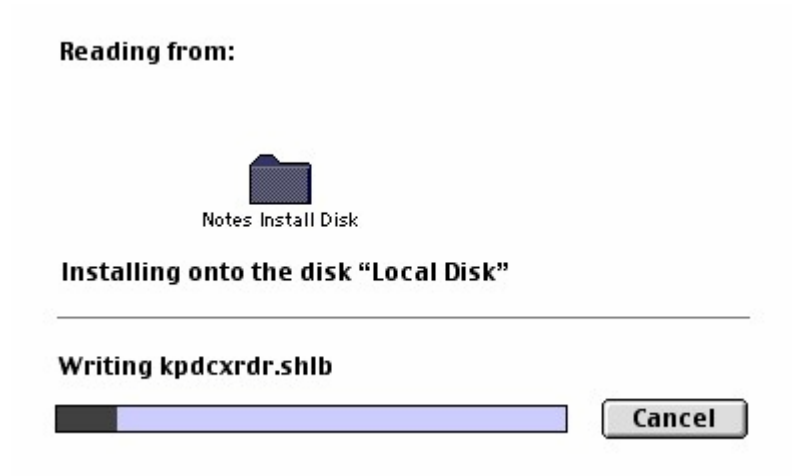 Reading from:
Notes Install Disk
Installing onto the disk “Local Disk”
Writing kpdcxrdr.shlb
Cancel